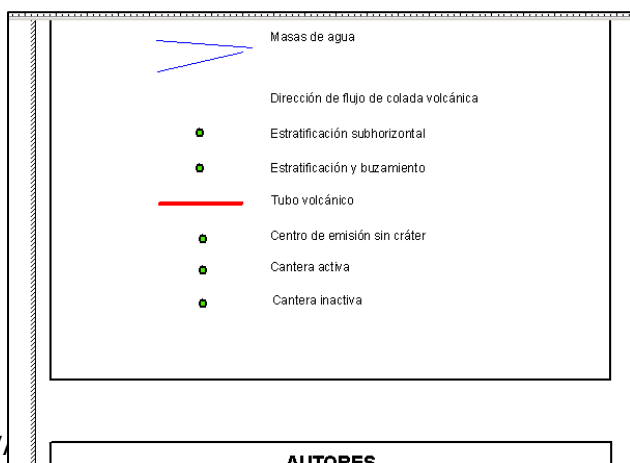 Masas de agua
Dirección de flujo de colada volcánica
Estratificación subhorizontal
Estratificación y buzamiento
Tubo volcánico
Centro de emisión sin cráter
Cantera activa
Cantera inactiva
AUTORES